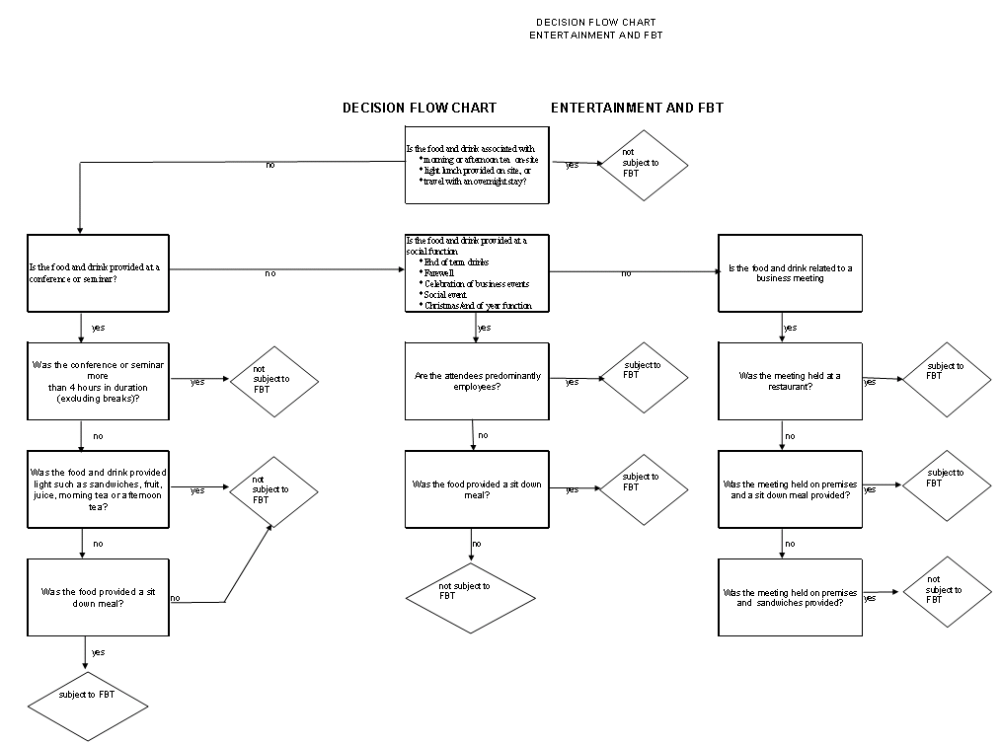 DECISION FLOW CHART
ENTERTAINMENT AND FBT
DECISION FLOW CHART ENTERTAINMENT AND FBT
Is the food and drink associated with
* morning or afternoon tea on-site
* light lunch provided on site, or
* travel with an overnight stay?
no
yes
not
subject to
FBT
Is the food and drink provided at a
conference or seminar?
no
Is the food and drink provided at a
social function
* End of term drinks
* Farewell
* Celebration of business events
* Social event
* Christmas/end of year function
no
Is the food and drink related to a
business meeting
yes
yes
yes
Was the conference or seminar
more
than 4 hours in duration
(excluding breaks)?
yes
not
subject to
FBT
Are the attendees predominantly
employees?
yes
subject to
FBT
Was the meeting held at a
restaurant?
yes
subject to
FBT
no
no
no
Was the food and drink provided
light such as sandwiches, fruit,
juice, morning tea or afternoon
tea?
yes
not
subject to
FBT
Was the food provided a sit down
meal?
yes
subject to
FBT
Was the meeting held on premises
and a sit down meal provided?
yes
subject to
FBT
no
no
no
Was the food provided a sit
down meal?
no
not subject to
FBT
Was the meeting held on premises
and sandwiches provided?
yes
not
subject to
FBT
yes
subject to FBT